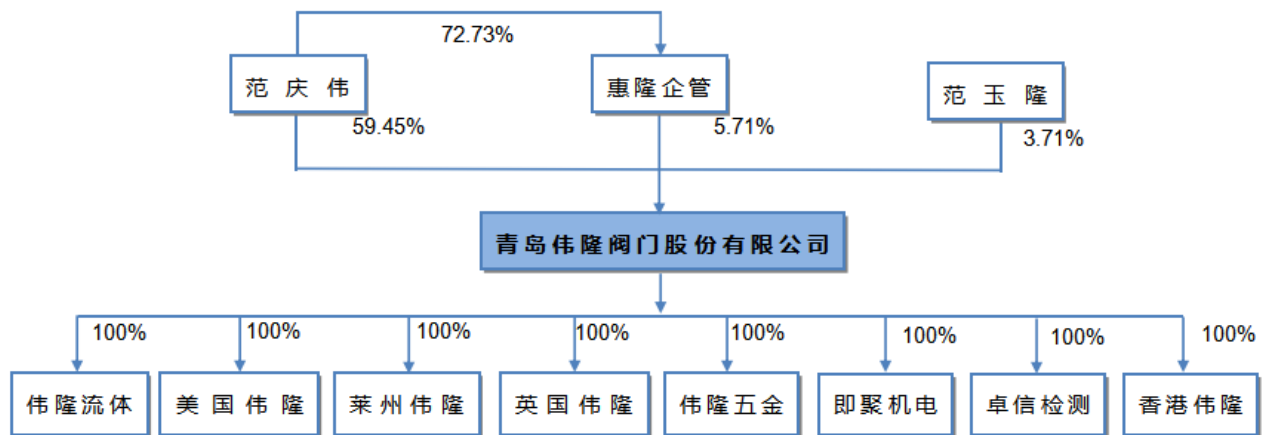 72.73%
范庆伟
惠隆企管
范玉隆
59.45%
5.71%
3.71%
青岛伟隆阀门股份有限公司
100%
100%
100%
100%
100%
100%
100%
100%
伟隆流体
美国伟隆
莱州伟隆
英国伟隆
伟隆五金
即聚机电
卓信检测
香港伟隆